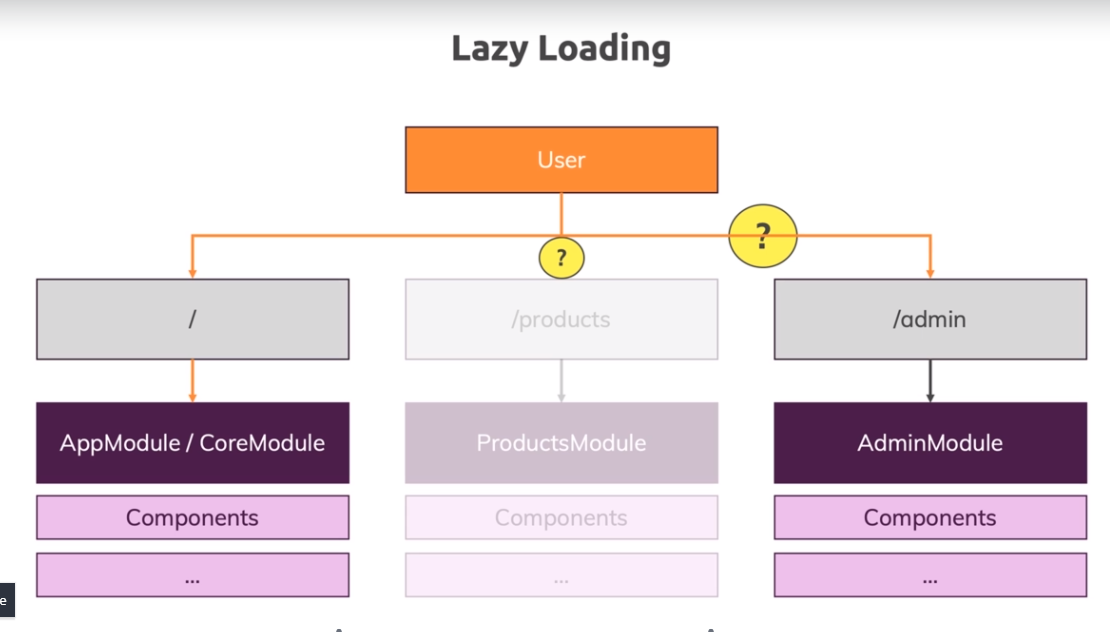 Lazy Loading
User
?
?
/
/products
/admin
AppModule / CoreModule
ProductsModule
AdminModule
Components
Components
Components
...
...
...
e